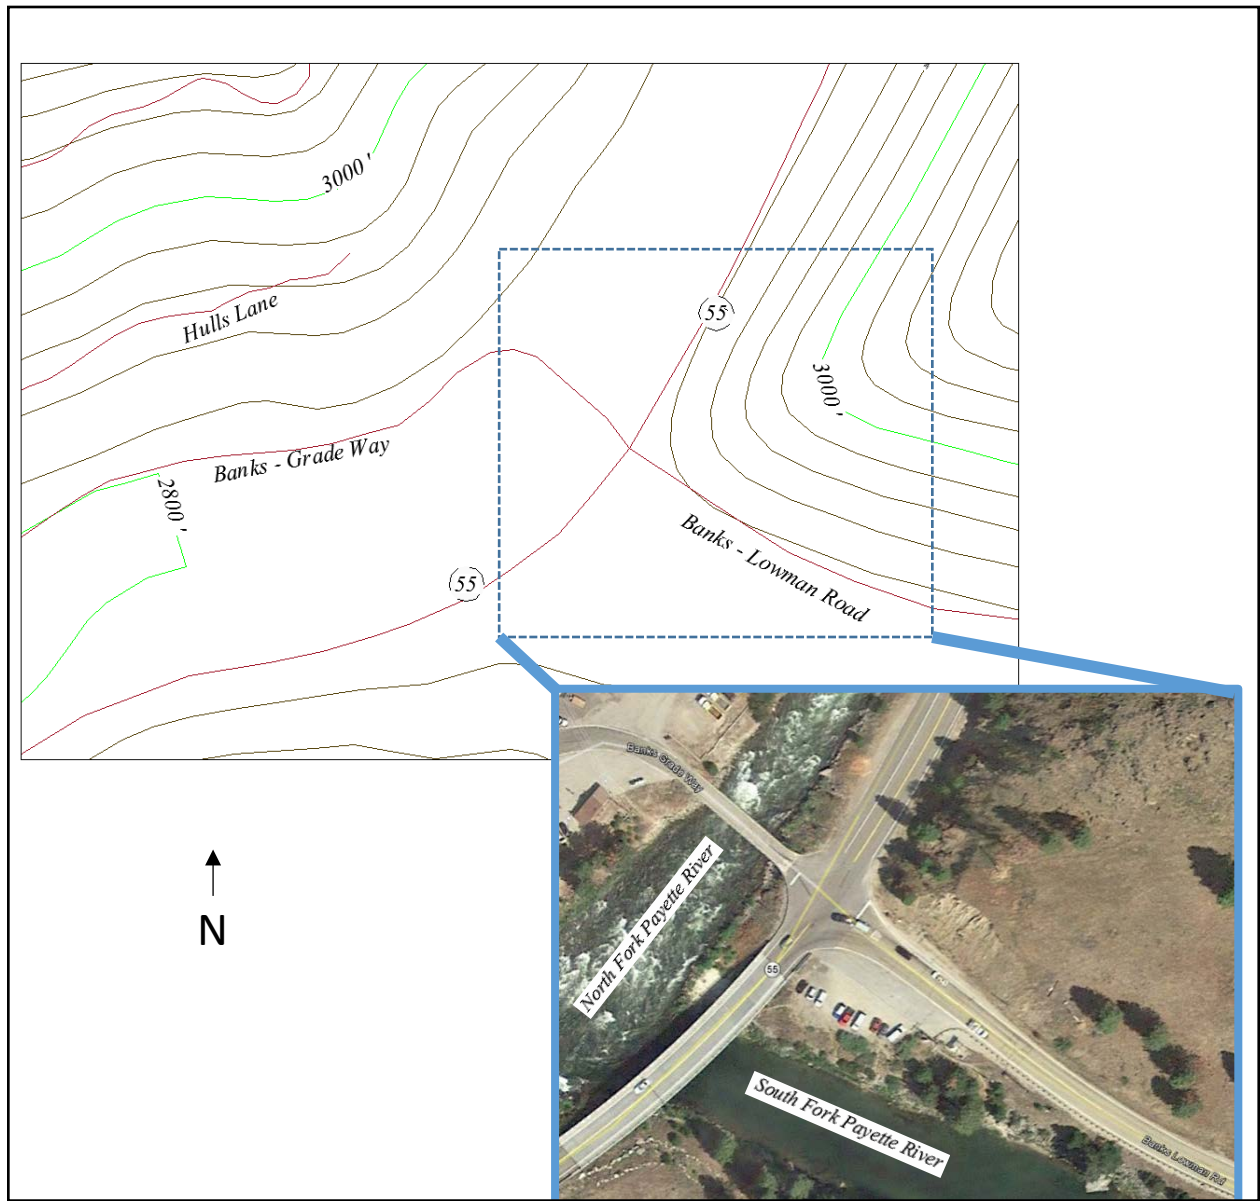 3000'
Hulls Lane
55
3000'
Banks - Grade Way
2800'
Banks - Lowman Road
55
Banks Grade Way
North Fork Payette River
55
South Fork Payette River
Banks Lowman Rd
N